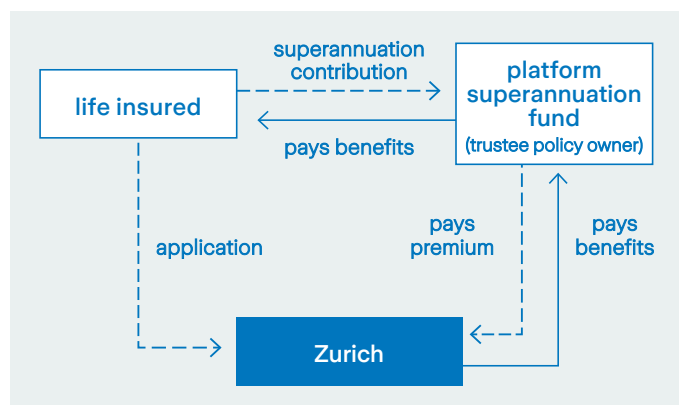 superannuation
contribution
life insured
platform
superannuation
fund
(trustee policy owner)
pays benefits
application
pays
premium
pays
benefits
Zurich